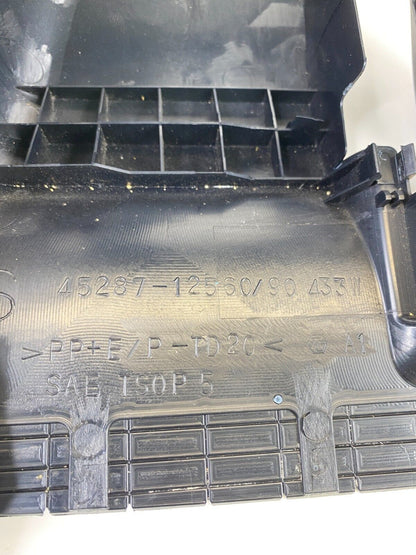 45287-12560/90 433W
>PP+E/P-TD20<
SAE ISOP 5